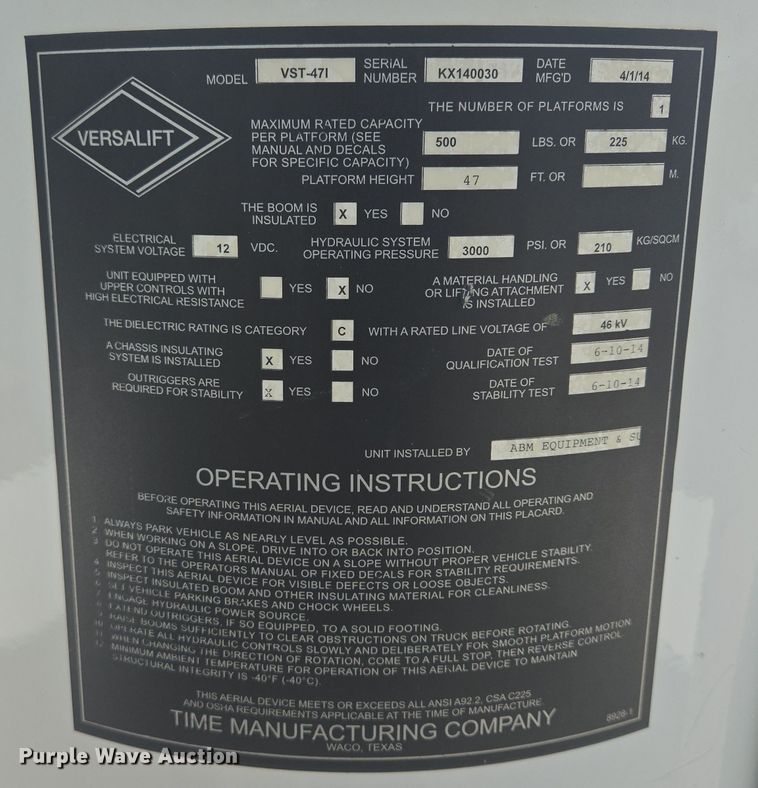 VERSALIFT
MODEL VST-47I SERIAL NUMBER KX140030 DATE MFG'D 4/1/14
THE NUMBER OF PLATFORMS IS 1
MAXIMUM RATED CAPACITY
PER PLATFORM (SEE
MANUAL AND DECALS
FOR SPECIFIC CAPACITY) 500 LBS. OR 225 KG.
PLATFORM HEIGHT 47 FT. OR M.
THE BOOM IS
INSULATED X YES NO
ELECTRICAL
SYSTEM VOLTAGE 12 VDC. HYDRAULIC SYSTEM
OPERATING PRESSURE 3000 PSI. OR 210 KG/SQCM
UNIT EQUIPPED WITH
UPPER CONTROLS WITH
HIGH ELECTRICAL RESISTANCE YES X NO
A MATERIAL HANDLING
OR LIFTING ATTACHMENT
IS INSTALLED X YES NO
THE DIELECTRIC RATING IS CATEGORY C WITH A RATED LINE VOLTAGE OF 46 kV
A CHASSIS INSULATING
SYSTEM IS INSTALLED X YES NO
DATE OF
QUALIFICATION TEST 6-10-14
OUTRIGGERS ARE
REQUIRED FOR STABILITY X YES NO
DATE OF
STABILITY TEST 6-10-14
UNIT INSTALLED BY ABM EQUIPMENT & SU
OPERATING INSTRUCTIONS
BEFORE OPERATING THIS AERIAL DEVICE, READ AND UNDERSTAND ALL OPERATING AND
SAFETY INFORMATION IN MANUAL AND ALL INFORMATION ON THIS PLACARD.
1 ALWAYS PARK VEHICLE AS NEARLY LEVEL AS POSSIBLE.
2 WHEN WORKING ON A SLOPE, DRIVE INTO OR BACK INTO POSITION.
3 DO NOT OPERATE THIS AERIAL DEVICE ON A SLOPE WITHOUT PROPER VEHICLE STABILITY.
REFER TO THE OPERATORS MANUAL OF FIXED DECALS FOR STABILITY REQUIREMENTS.
4 INSPECT THIS AERIAL DEVICE FOR VISIBLE DEFECTS OR LOOSE OBJECTS.
5 INSPECT INSULATED BOOM AND OTHER INSULATING MATERIAL FOR CLEANLINESS.
6 SET VEHICLE PARKING BRAKES AND CHOCK WHEELS.
7 ENGAGE HYDRAULIC POWER SOURCE.
8 EXTEND OUTRIGGERS, IF SO EQUIPPED, TO A SOLID FOOTING.
9 RAISE BOOMS SUFFICIENTLY TO CLEAR OBSTRUCTIONS ON TRUCK BEFORE ROTATING.
10 OPERATE ALL HYDRAULIC CONTROLS SLOWLY AND DELIBERATELY FOR SMOOTH PLATFORM MOTION.
11 WHEN CHANGING THE DIRECTION OF ROTATION, COME TO A FULL STOP, THEN REVERSE CONTROL
12 MINIMUM AMBIENT TEMPERATURE FOR OPERATION OF THIS AERIAL DEVICE TO MAINTAIN
STRUCTURAL INTEGRITY IS -40°F (-40°C).
THIS AERIAL DEVICE MEETS OR EXCEEDS ALL ANSI A92.2, CSA C225
AND OSHA REQUIREMENTS APPLICABLE AT THE TIME OF MANUFACTURE
TIME MANUFACTURING COMPANY
WACO, TEXAS
8926-1
Purple Wave Auction